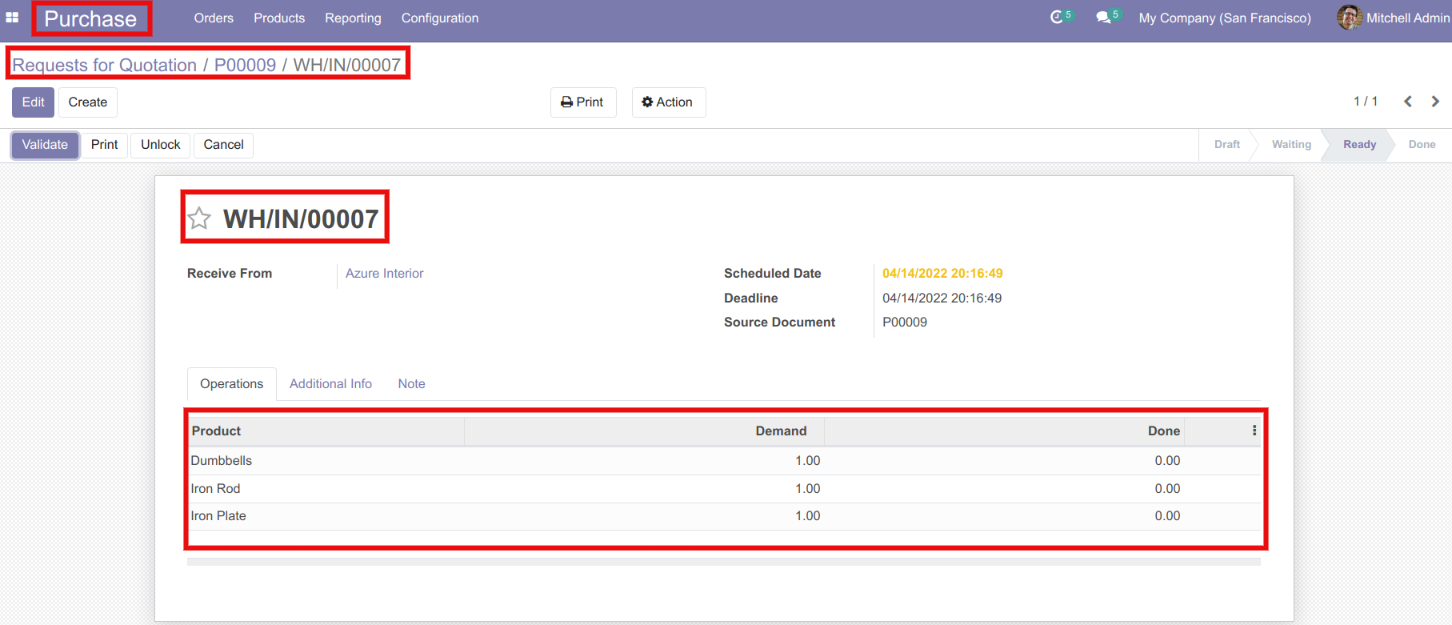 Purchase Orders Products Reporting Configuration 5 5 My Company (San Francisco) Mitchell Admin
Requests for Quotation / P00009 / WH/IN/00007
Edit Create Print Action 1 / 1
Validate Print Unlock Cancel Draft Waiting Ready Done
WH/IN/00007
Receive From Azure Interior Scheduled Date 04/14/2022 20:16:49
Deadline 04/14/2022 20:16:49
Source Document P00009
Operations Additional Info Note
Product Demand Done
Dumbbells 1.00 0.00
Iron Rod 1.00 0.00
Iron Plate 1.00 0.00